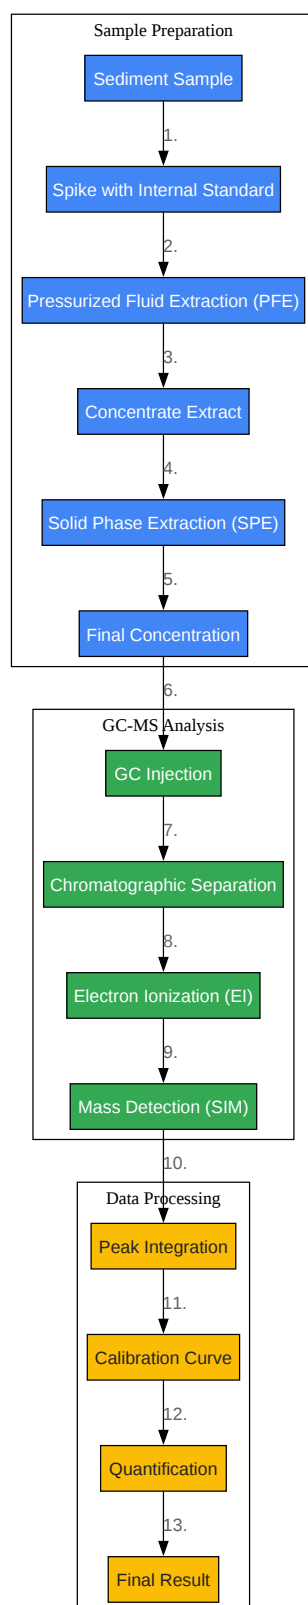 Sample Preparation
Sediment Sample
1.
Spike with Internal Standard
2.
Pressurized Fluid Extraction (PFE)
3.
Concentrate Extract
4.
Solid Phase Extraction (SPE)
5.
Final Concentration
6.
GC-MS Analysis
GC Injection
7.
Chromatographic Separation
8.
Electron Ionization (EI)
9.
Mass Detection (SIM)
10.
Data Processing
Peak Integration
11.
Calibration Curve
12.
Quantification
13.
Final Result